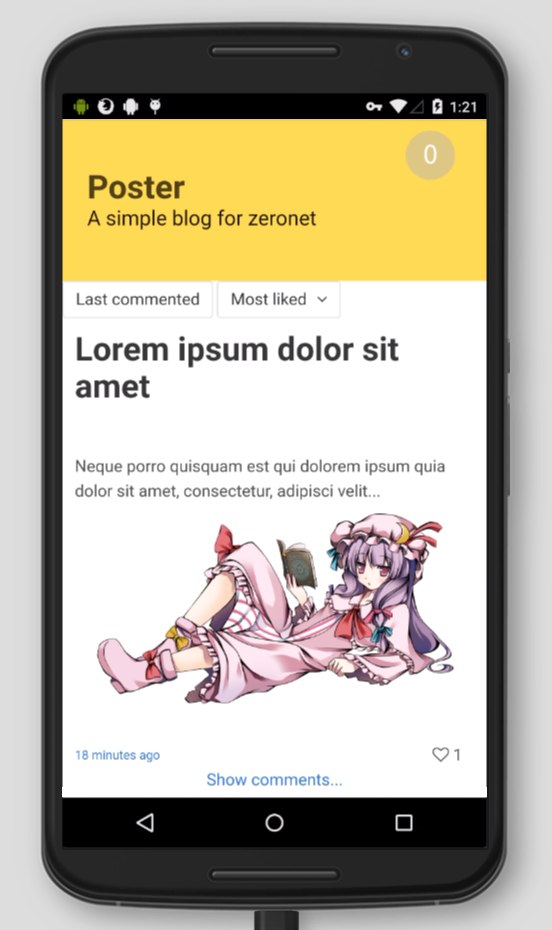 1:21
0
Poster
A simple blog for zeronet
Last commented
Most liked
Lorem ipsum dolor sit
amet
Neque porro quisquam est qui dolorem ipsum quia
dolor sit amet, consectetur, adipisci velit...
18 minutes ago
1
Show comments...